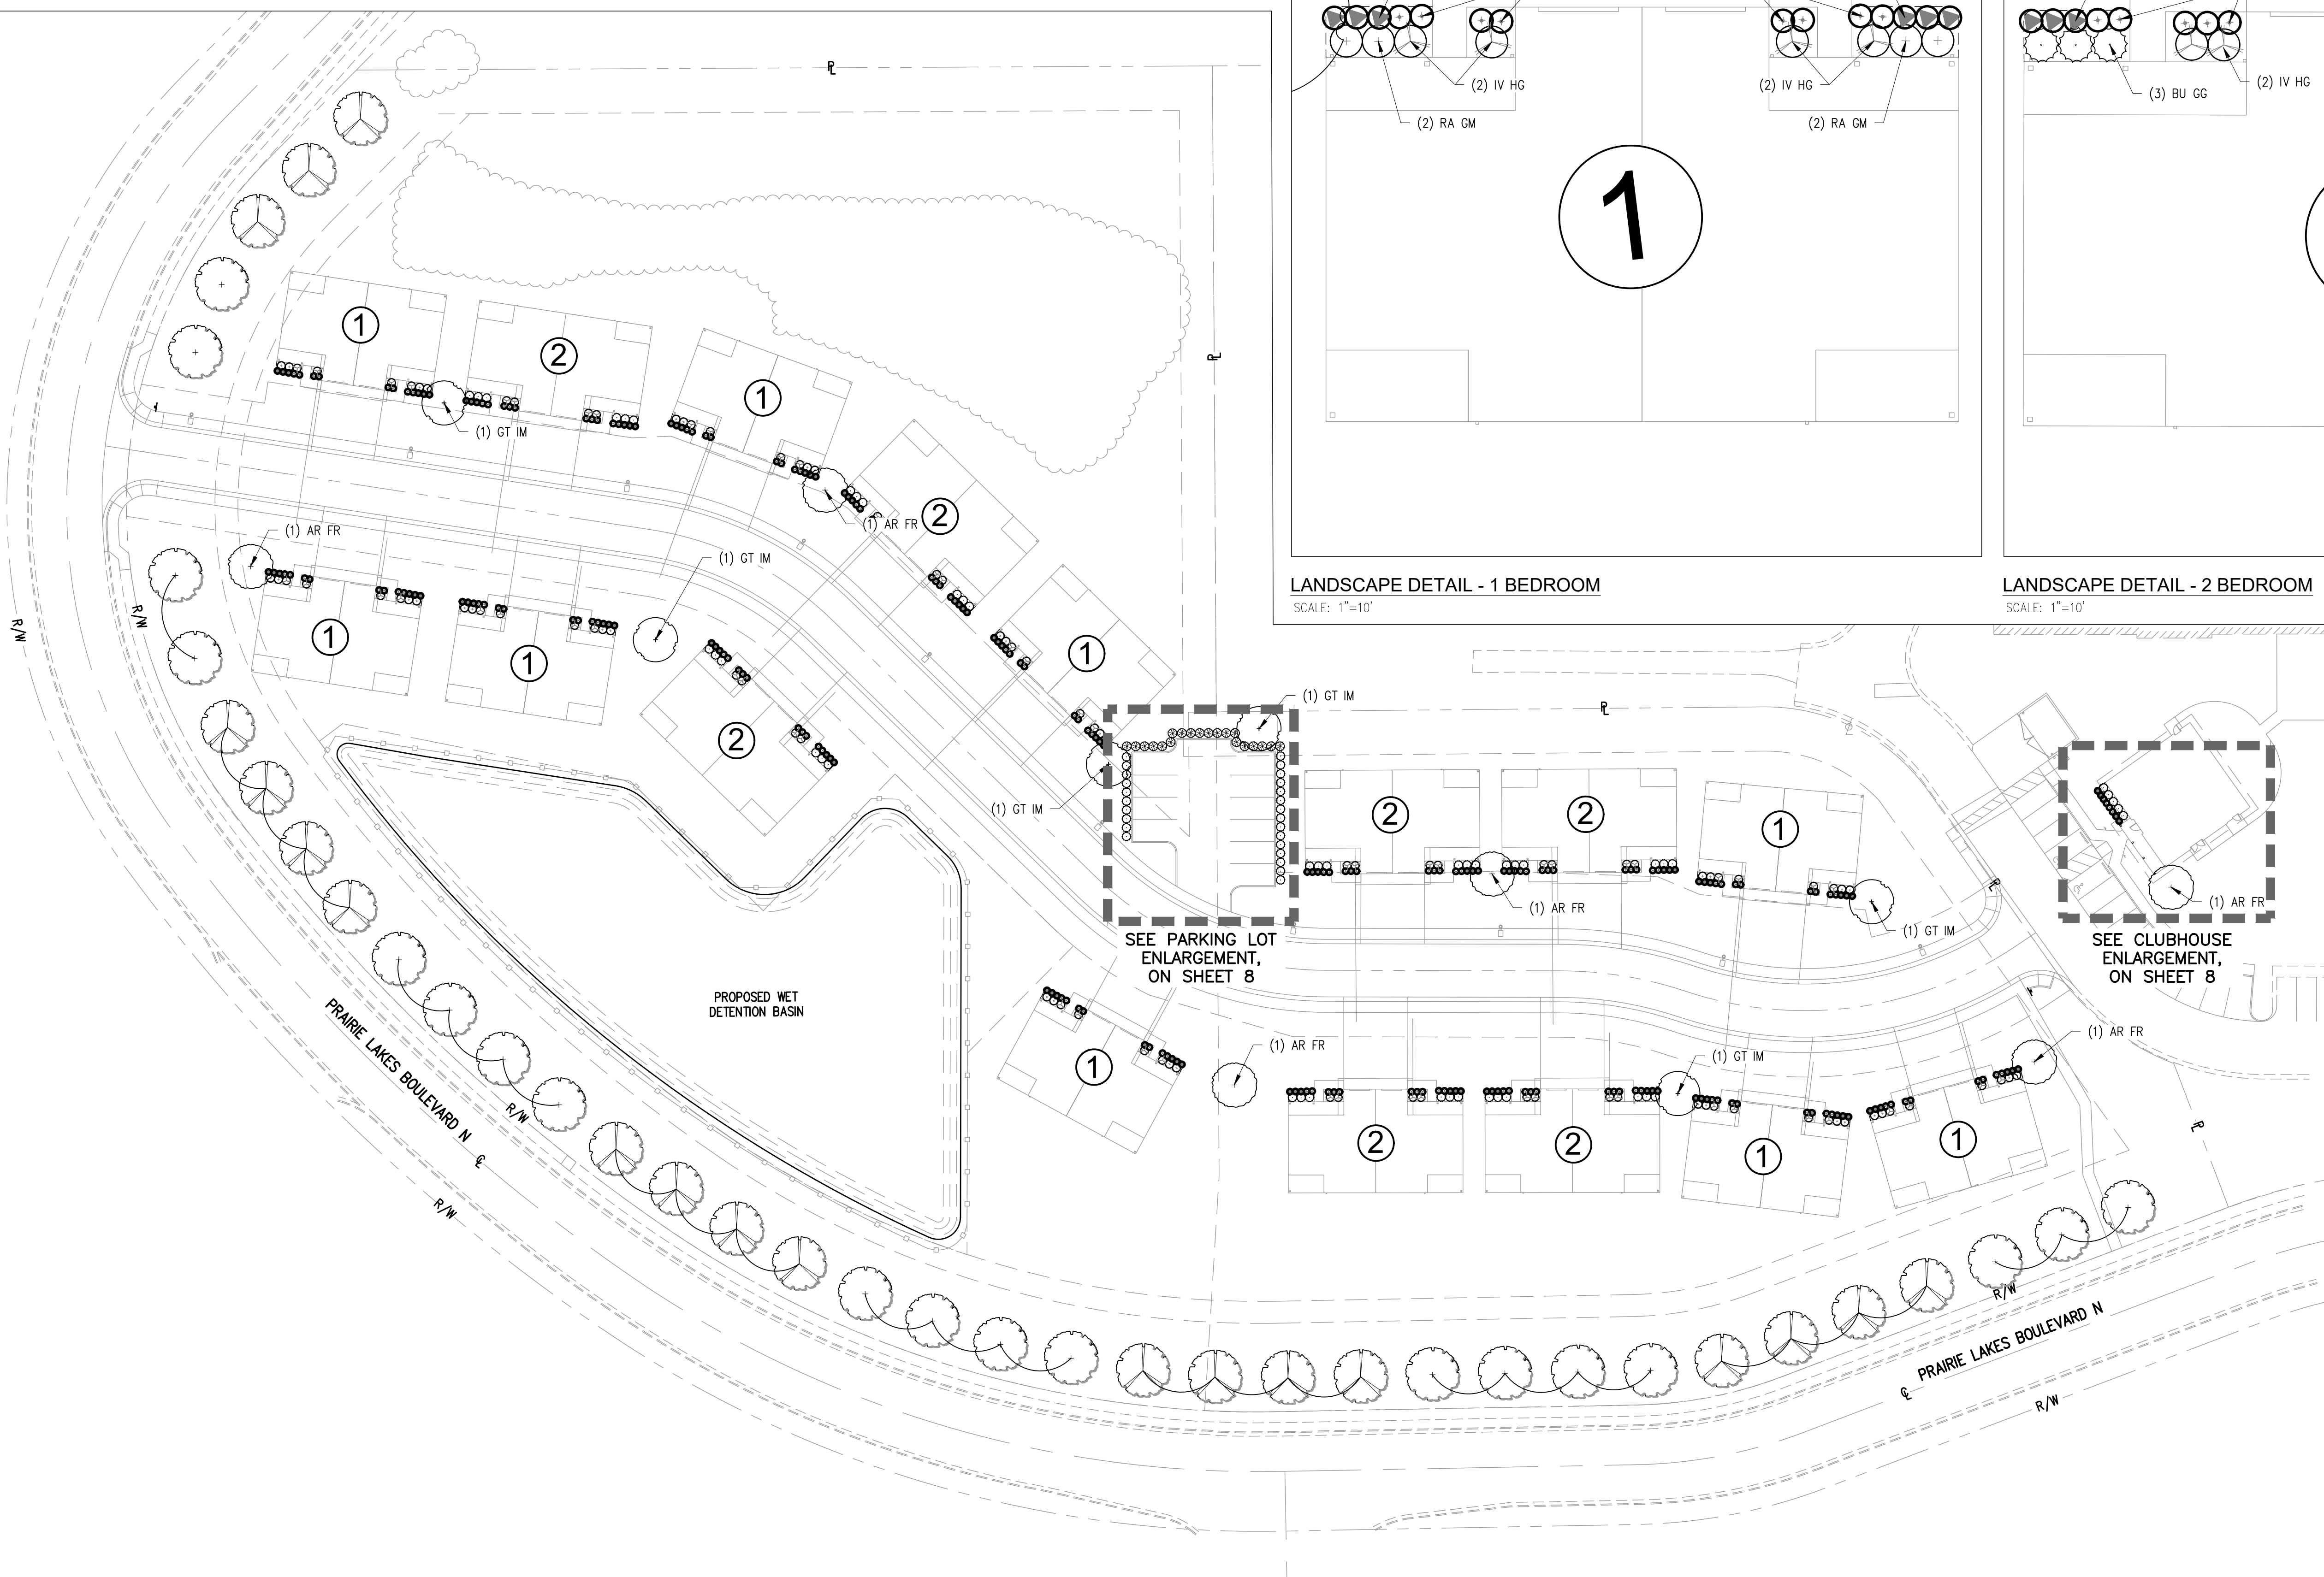 (2) IV HG
(2) IV HG
(2) IV HG
(3) BU GG
(2) RA GM
(2) RA GM
1
LANDSCAPE DETAIL - 1 BEDROOM
SCALE: 1"=10'
LANDSCAPE DETAIL - 2 BEDROOM
SCALE: 1"=10'
PL
PL
1
2
1
(1) GT IM
2
(1) AR FR
(1) AR FR
(1) GT IM
R/W
R/W
1
1
1
2
(1) GT IM
PL
(1) GT IM
2
2
1
(1) AR FR
(1) GT IM
PL
(1) AR FR
SEE PARKING LOT
ENLARGEMENT,
ON SHEET 8
SEE CLUBHOUSE
ENLARGEMENT,
ON SHEET 8
PROPOSED WET
DETENTION BASIN
PRAIRIE LAKES BOULEVARD N
CL
R/W
R/W
1
(1) AR FR
(1) GT IM
(1) AR FR
2
2
1
1
PL
R/W
PRAIRIE LAKES BOULEVARD N
CL
R/W